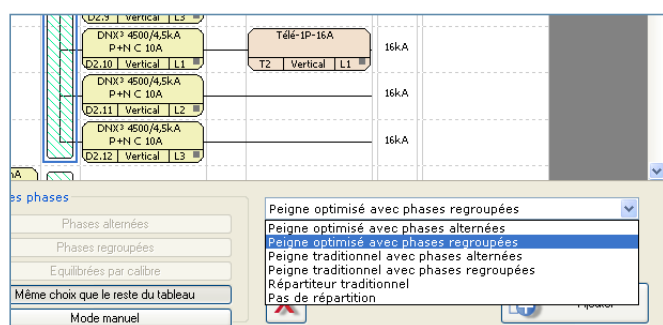 D2.9 Vertical L3
DNX³ 4500/4,5kA
P+N C 10A
D2.10 Vertical L1
Télé-1P-16A
T2 Vertical L1
16kA
DNX³ 4500/4,5kA
P+N C 10A
D2.11 Vertical L2
16kA
DNX³ 4500/4,5kA
P+N C 10A
D2.12 Vertical L3
16kA
es phases
Phases alternées
Phases regroupées
Equilibrées par calibre
Même choix que le reste du tableau
Mode manuel
Peigne optimisé avec phases regroupées
Peigne optimisé avec phases alternées
Peigne optimisé avec phases regroupées
Peigne traditionnel avec phases alternées
Peigne traditionnel avec phases regroupées
Répartiteur traditionnel
Pas de répartition